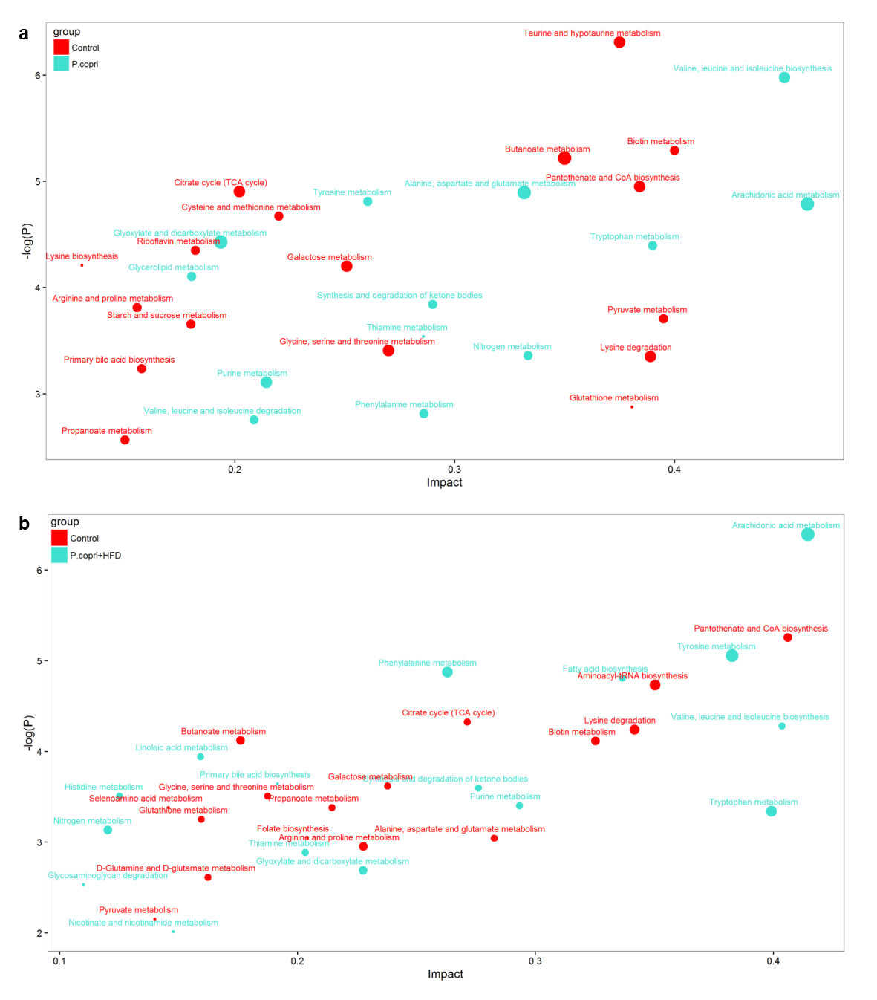 a
group
Control
P.copri
Taurine and hypotaurine metabolism
Valine, leucine and isoleucine biosynthesis
6
Biotin metabolism
Butanoate metabolism
Pantothenate and CoA biosynthesis
5
Citrate cycle (TCA cycle)
Alanine, aspartate and glutamate metabolism
Tyrosine metabolism
Arachidonic acid metabolism
Cysteine and methionine metabolism
Glyoxylate and dicarboxylate metabolism
Tryptophan metabolism
Riboflavin metabolism
Lysine biosynthesis
Galactose metabolism
Glycerolipid metabolism
4
Synthesis and degradation of ketone bodies
Arginine and proline metabolism
Pyruvate metabolism
Starch and sucrose metabolism
Thiamine metabolism
Glycine, serine and threonine metabolism
Nitrogen metabolism
Lysine degradation
Primary bile acid biosynthesis
Purine metabolism
3
Glutathione metabolism
Phenylalanine metabolism
Valine, leucine and isoleucine degradation
Propanoate metabolism
-log(P)
0.2
0.3
0.4
Impact
b
group
Control
P.copri+HFD
Arachidonic acid metabolism
6
Pantothenate and CoA biosynthesis
Tyrosine metabolism
5
Phenylalanine metabolism
Fatty acid biosynthesis
Aminoacyl-tRNA biosynthesis
Citrate cycle (TCA cycle)
Valine, leucine and isoleucine biosynthesis
Lysine degradation
Butanoate metabolism
Biotin metabolism
4
Linoleic acid metabolism
Primary bile acid biosynthesis
Galactose metabolism
Synthesis and degradation of ketone bodies
Histidine metabolism
Glycine, serine and threonine metabolism
Selenoamino acid metabolism
Propanoate metabolism
Purine metabolism
Tryptophan metabolism
Glutathione metabolism
Nitrogen metabolism
Folate biosynthesis
Alanine, aspartate and glutamate metabolism
3
Arginine and proline metabolism
Thiamine metabolism
Glyoxylate and dicarboxylate metabolism
D-Glutamine and D-glutamate metabolism
Glycosaminoglycan degradation
Pyruvate metabolism
Nicotinate and nicotinamide metabolism
2
-log(P)
0.1
0.2
0.3
0.4
Impact